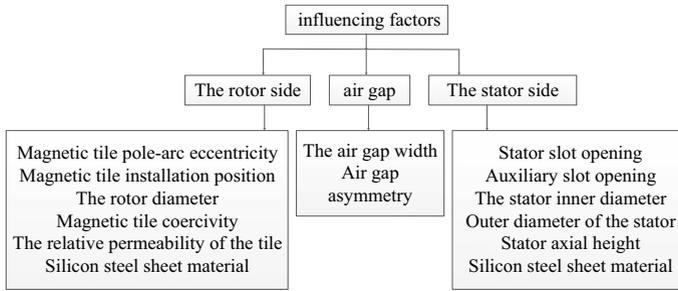 influencing factors
The rotor side
air gap
The stator side
Magnetic tile pole-arc eccentricity
Magnetic tile installation position
The rotor diameter
Magnetic tile coercivity
The relative permeability of the tile
Silicon steel sheet material
The air gap width
Air gap
asymmetry
Stator slot opening
Auxiliary slot opening
The stator inner diameter
Outer diameter of the stator
Stator axial height
Silicon steel sheet material